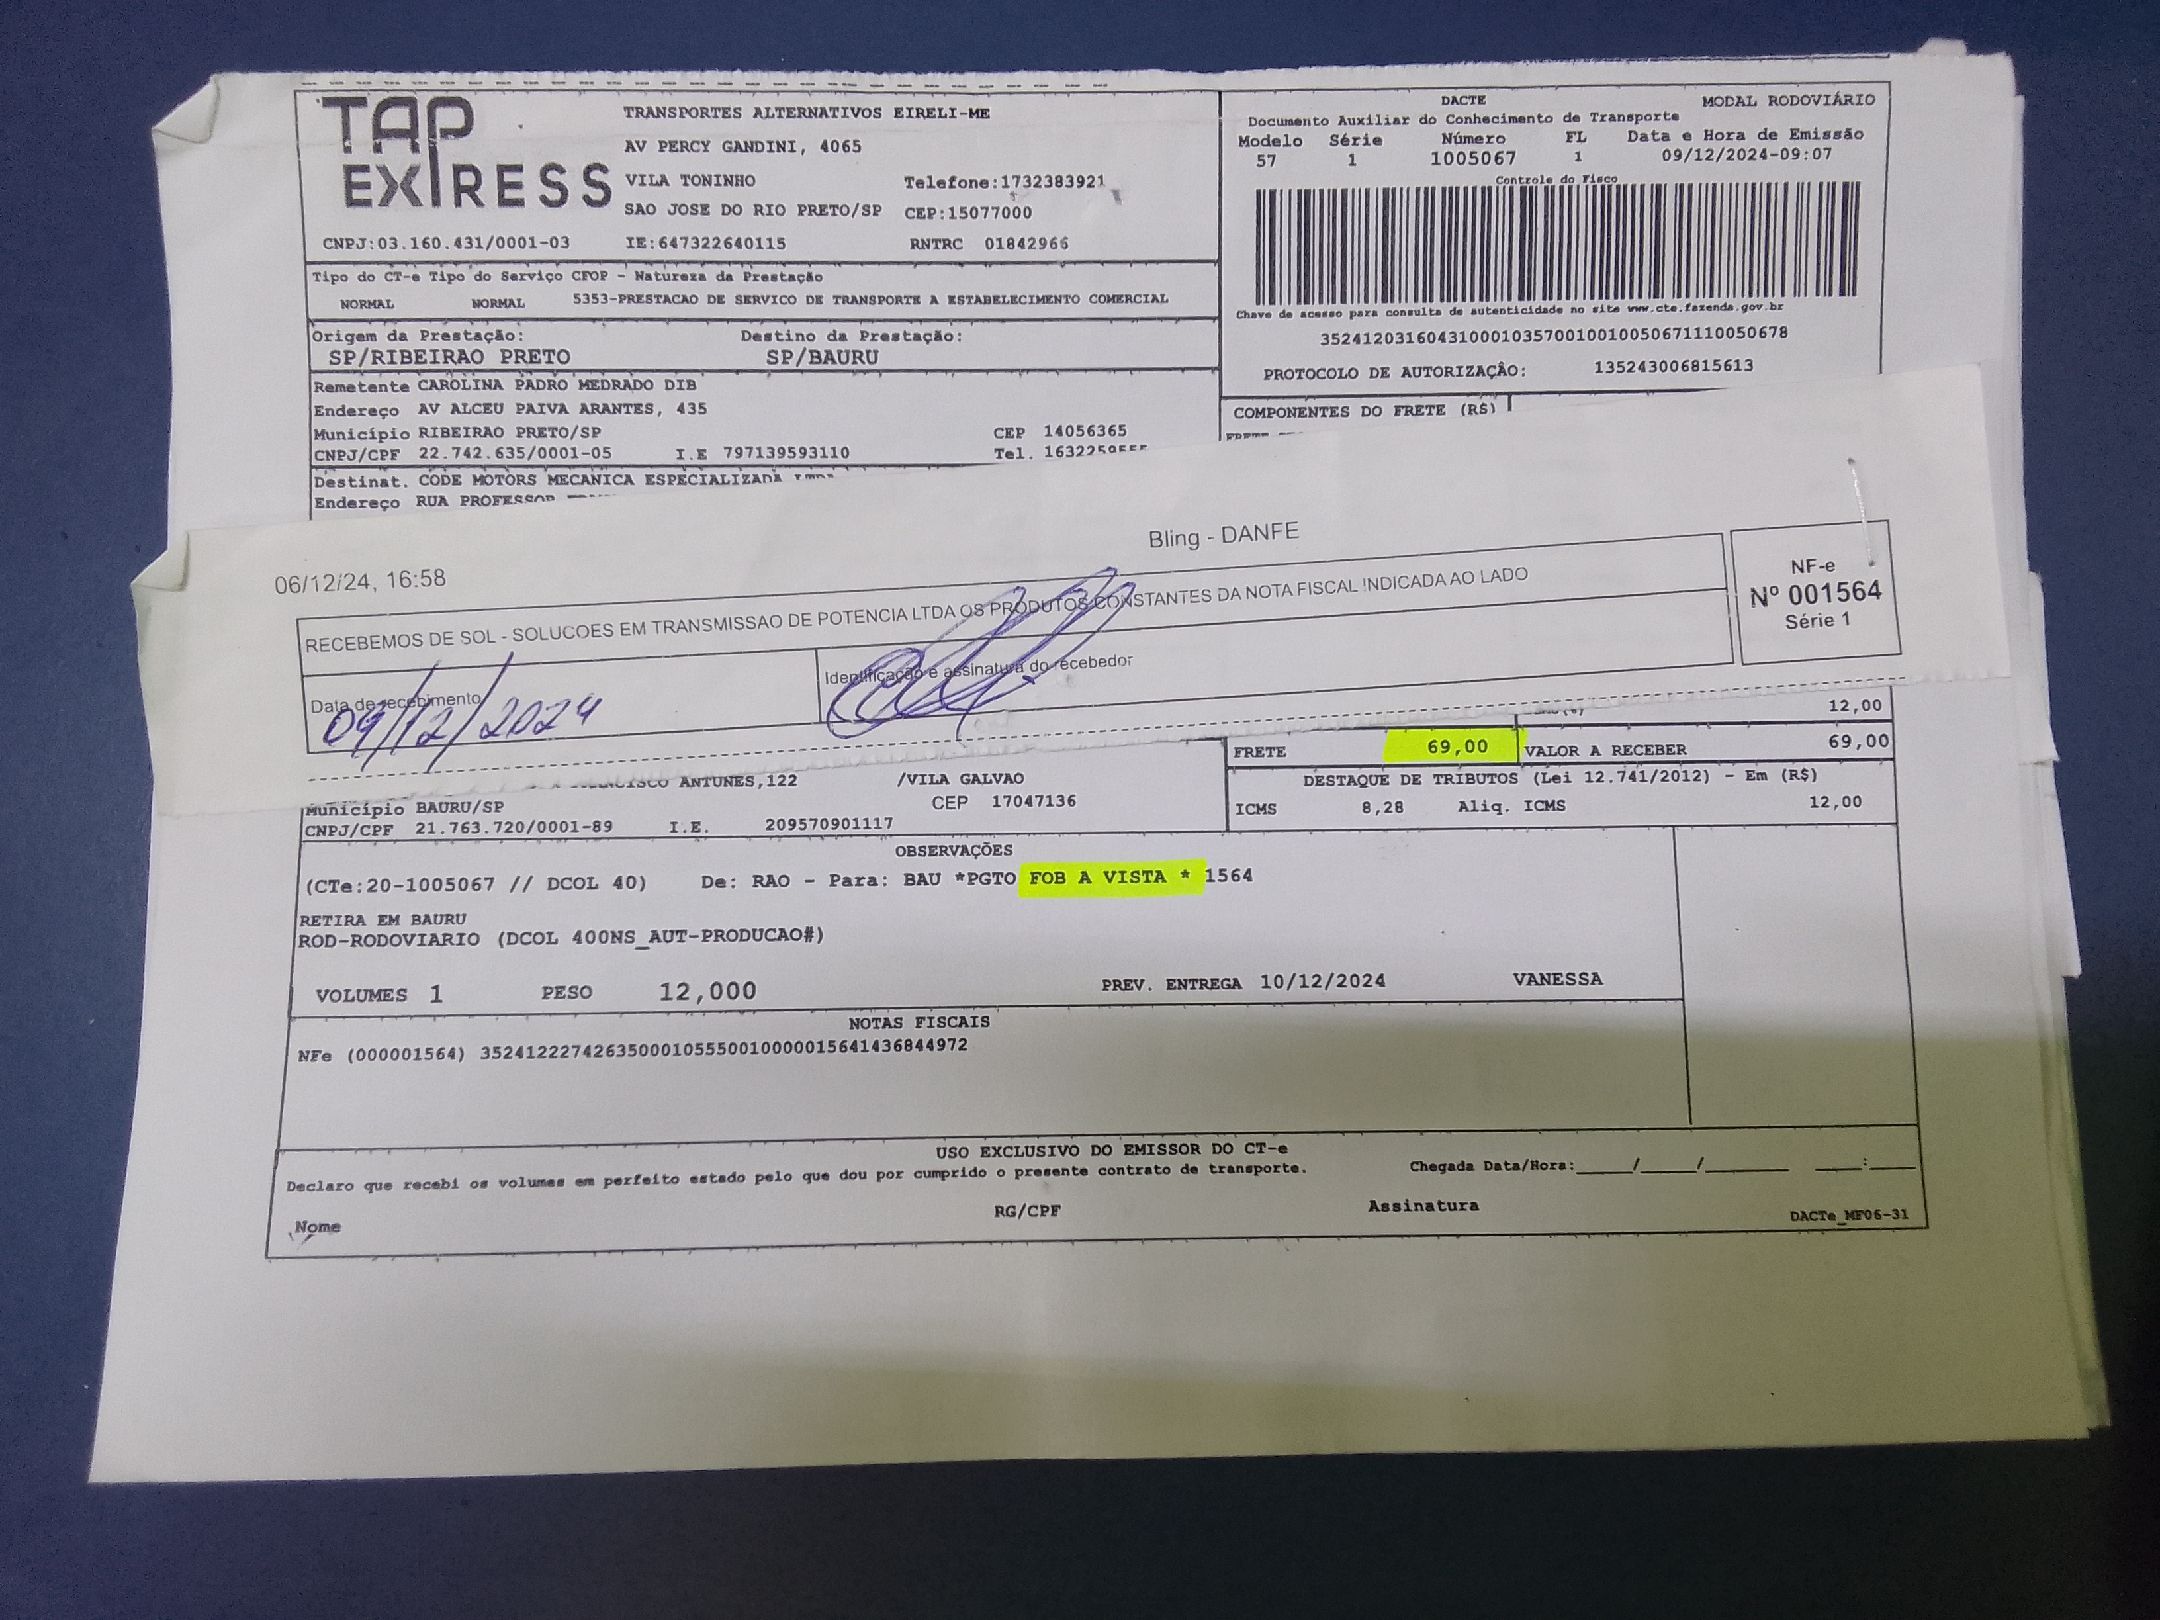 TAP
EXPRESS
TRANSPORTES ALTERNATIVOS EIRELI-ME
AV PERCY GANDINI, 4065
VILA TONINHO Telefone:1732383921
SAO JOSE DO RIO PRETO/SP CEP:15077000
CNPJ:03.160.431/0001-03 IE:647322640115 RNTRC 01842966
DACTE MODAL RODOVIÁRIO
Documento Auxiliar do Conhecimento de Transporte
Modelo Série Número FL Data e Hora de Emissão
57 1 1005067 1 09/12/2024-09:07
Controle do Fisco
Chave de acesso para consulta de autenticidade no site www.cte.fazenda.gov.br
35241203160431000103570010010050671110050678
PROTOCOLO DE AUTORIZAÇÃO: 135243006815613
Tipo do CT-e Tipo do Serviço CFOP - Natureza da Prestação
NORMAL NORMAL 5353-PRESTACAO DE SERVICO DE TRANSPORTE A ESTABELECIMENTO COMERCIAL
Origem da Prestação: Destino da Prestação:
SP/RIBEIRAO PRETO SP/BAURU
Remetente CAROLINA PADRO MEDRADO DIB
Endereço AV ALCEU PAIVA ARANTES, 435
Município RIBEIRAO PRETO/SP CEP 14056365
CNPJ/CPF 22.742.635/0001-05 I.E 797139593110 Tel.
COMPONENTES DO FRETE (R$)
Destinat. CODE MOTORS MECANICA ESPECIALIZADA
Endereço RUA PROFESSOR
06/12/24, 16:58 Bling - DANFE
RECEBEMOS DE SOL - SOLUCOES EM TRANSMISSAO DE POTENCIA LTDA OS PRODUTOS CONSTANTES DA NOTA FISCAL INDICADA AO LADO
Data de recebimento Identificação e assinatura do recebedor
09/12/2024
NF-e
Nº 001564
Série 1
12,00
FRETE 69,00 VALOR A RECEBER 69,00
DESTAQUE DE TRIBUTOS (Lei 12.741/2012) - Em (R$)
ICMS 8,28 Aliq. ICMS 12,00
ANTUNES,122 /VILA GALVAO
Município BAURU/SP CEP 17047136
CNPJ/CPF 21.763.720/0001-89 I.E. 209570901117
OBSERVAÇÕES
(CTe:20-1005067 // DCOL 40) De: RAO - Para: BAU *PGTO FOB A VISTA * 1564
RETIRA EM BAURU
ROD-RODOVIARIO (DCOL 400NS_AUT-PRODUCAO#)
VOLUMES 1 PESO 12,000 PREV. ENTREGA 10/12/2024 VANESSA
NOTAS FISCAIS
NFe (000001564) 35241222742635000105550010000015641436844972
USO EXCLUSIVO DO EMISSOR DO CT-e
Declaro que recebi os volumes em perfeito estado pelo que dou por cumprido o presente contrato de transporte. Chegada Data/Hora:_____/_____/_______ ____:____
Nome RG/CPF Assinatura DACTe_MF06-31